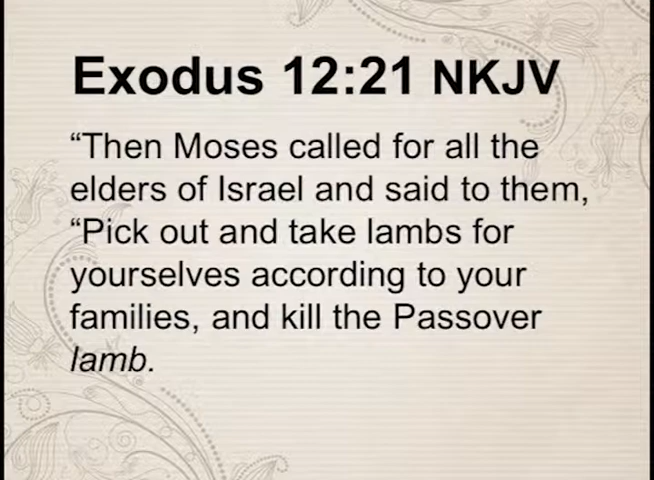 Exodus 12:21 NKJV
“Then Moses called for all the
elders of Israel and said to them,
“Pick out and take lambs for
yourselves according to your
families, and kill the Passover
lamb.